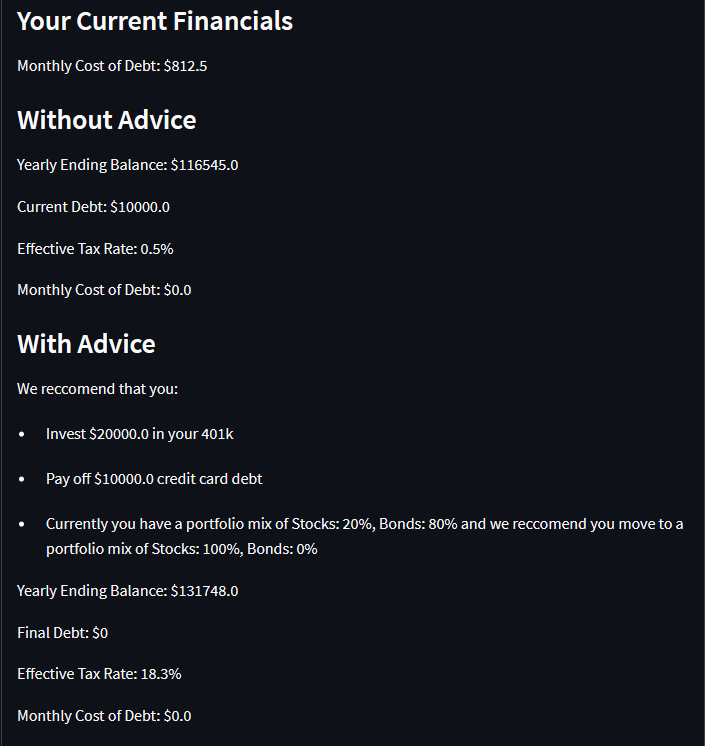 Your Current Financials
Monthly Cost of Debt: $812.5
Without Advice
Yearly Ending Balance: $116545.0
Current Debt: $10000.0
Effective Tax Rate: 0.5%
Monthly Cost of Debt: $0.0
With Advice
We reccomend that you:
• Invest $20000.0 in your 401k
• Pay off $10000.0 credit card debt
• Currently you have a portfolio mix of Stocks: 20%, Bonds: 80% and we reccomend you move to a
portfolio mix of Stocks: 100%, Bonds: 0%
Yearly Ending Balance: $131748.0
Final Debt: $0
Effective Tax Rate: 18.3%
Monthly Cost of Debt: $0.0